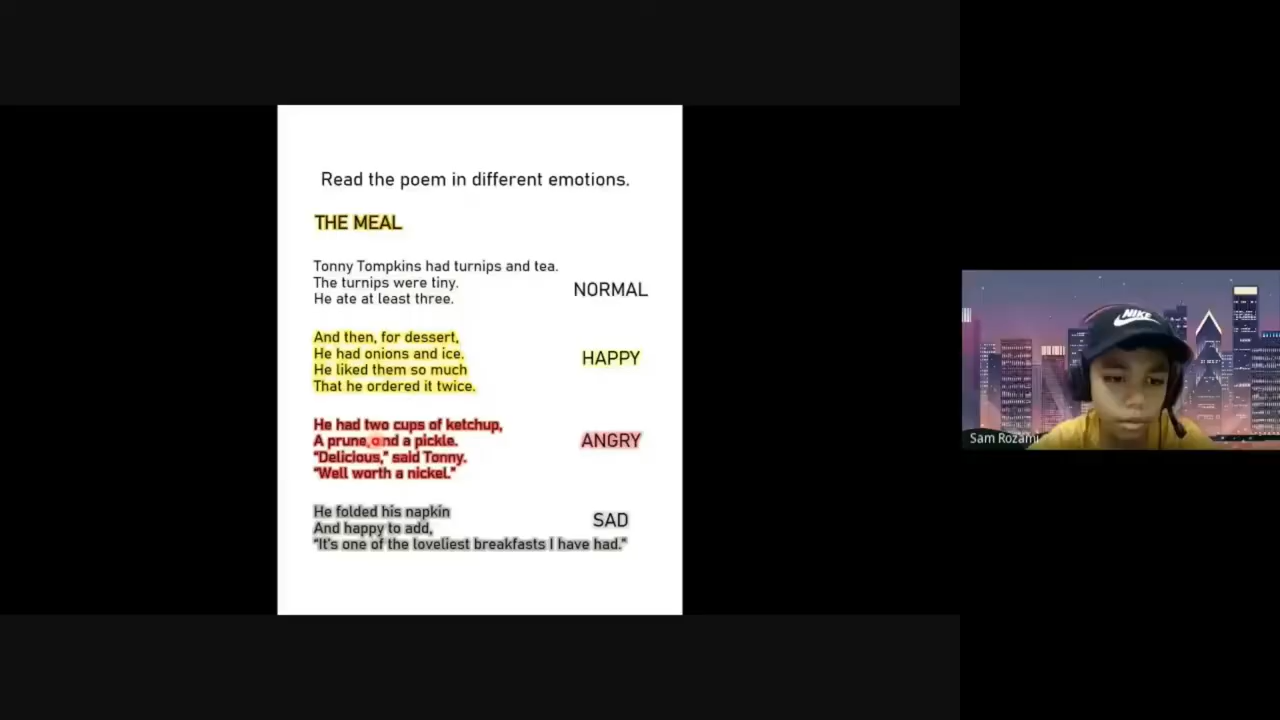 Read the poem in different emotions.
THE MEAL
Tonny Tompkins had turnips and tea.
The turnips were tiny.
He ate at least three.
NORMAL
And then, for dessert,
He had onions and ice.
He liked them so much
That he ordered it twice.
HAPPY
He had two cups of ketchup,
A prune, and a pickle.
“Delicious,” said Tonny.
“Well worth a nickel.”
ANGRY
He folded his napkin
And happy to add,
“It's one of the loveliest breakfasts I have had.”
SAD
NIKE
Sam Rozami